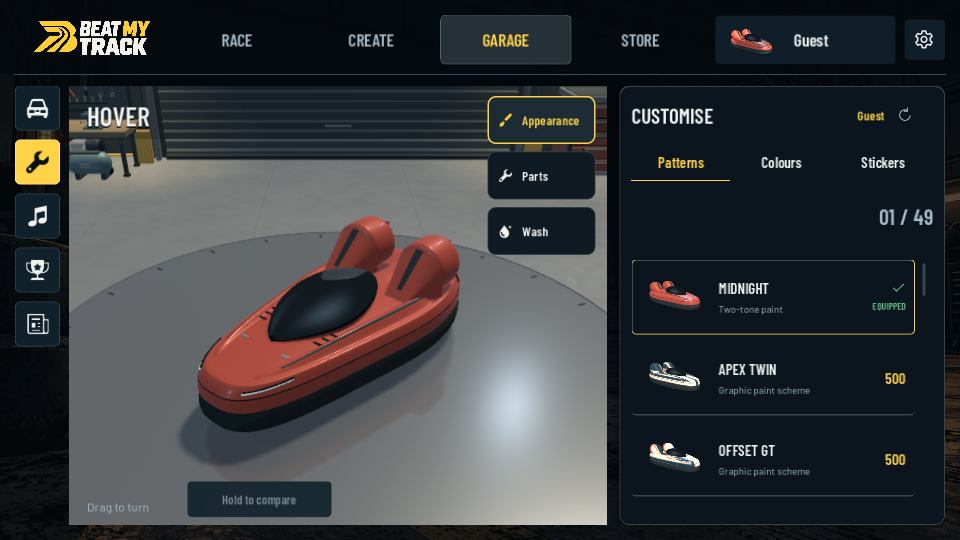 BEAT MY
TRACK
RACE
CREATE
GARAGE
STORE
Guest
HOVER
Appearance
Parts
Wash
Drag to turn
Hold to compare
CUSTOMISE
Guest
Patterns
Colours
Stickers
01 / 49
MIDNIGHT
Two-tone paint
EQUIPPED
APEX TWIN
Graphic paint scheme
500
OFFSET GT
Graphic paint scheme
500